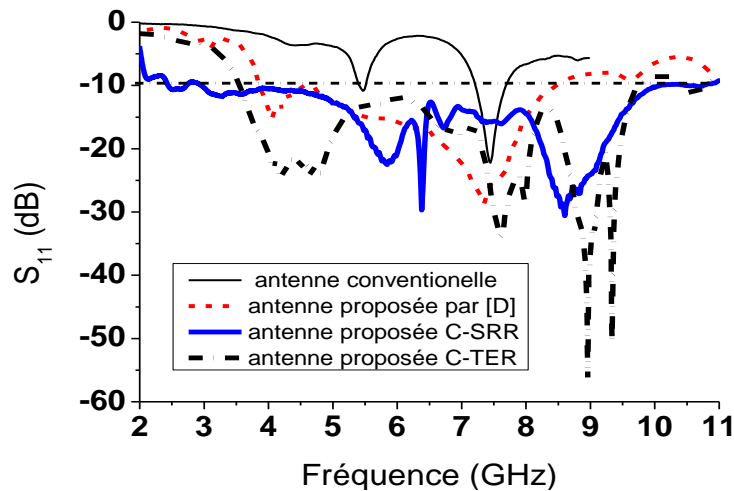 0
-10
-20
-30
-40
-50
-60
S11 (dB)
antenne conventionelle
antenne proposée par [D]
antenne proposée C-SRR
antenne proposée C-TER
2 3 4 5 6 7 8 9 10 11
Fréquence (GHz)